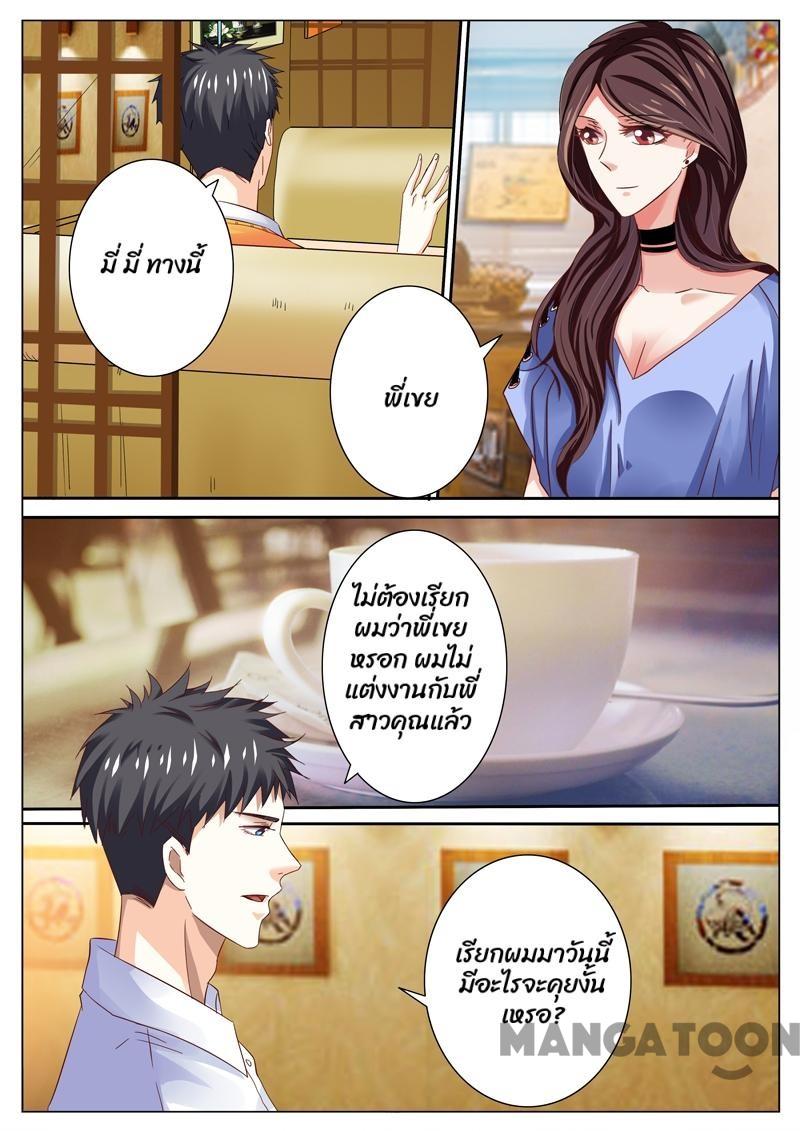 มี่ มี่ ทางนี้
พี่เขย
ไม่ต้องเรียก
ผมว่าพี่เขย
หรอก ผมไม่
แต่งงานกับพี่
สาวคุณแล้ว
เรียกผมมาวันนี้
มีอะไรจะคุยงั้น
เหรอ?
MANGATOON